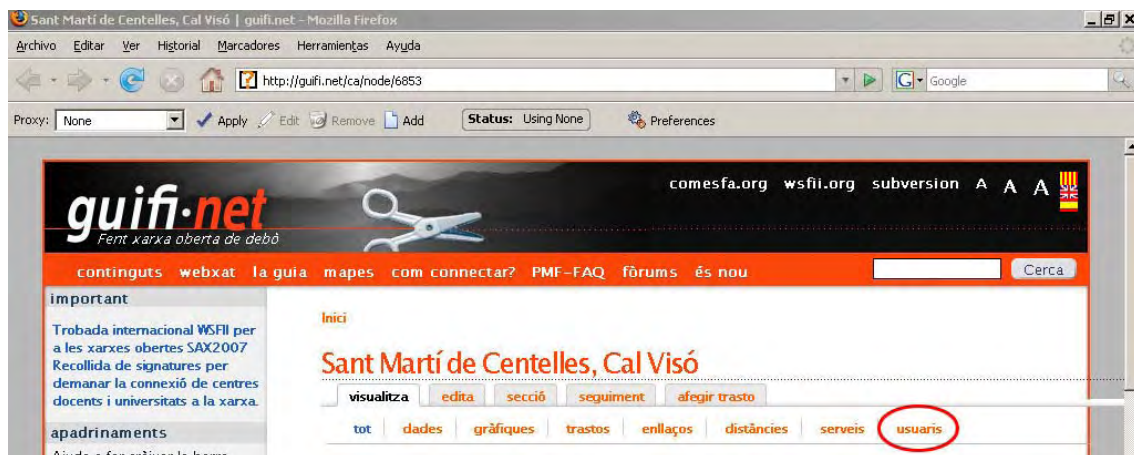 Sant Martí de Centelles, Cal Visó | guifi.net - Mozilla Firefox
Archivo Editar Ver Historial Marcadores Herramientas Ayuda
http://guifi.net/ca/node/6853
G Google
Proxy: None Apply Edit Remove Add Status: Using None Preferences
comesfa.org wsfii.org subversion A A A
guifi·net
Fent xarxa oberta de debò
continguts webxat la guia mapes com connectar? PMF-FAQ fòrums és nou Cerca
important
Trobada internacional WSFII per
a les xarxes obertes SAX2007
Recollida de signatures per
demanar la connexió de centres
docents i universitats a la xarxa.
apadrinaments
Inici
Sant Martí de Centelles, Cal Visó
visualitza edita secció seguiment afegir trasto
tot dades gràfiques trastos enllaços distàncies serveis usuaris